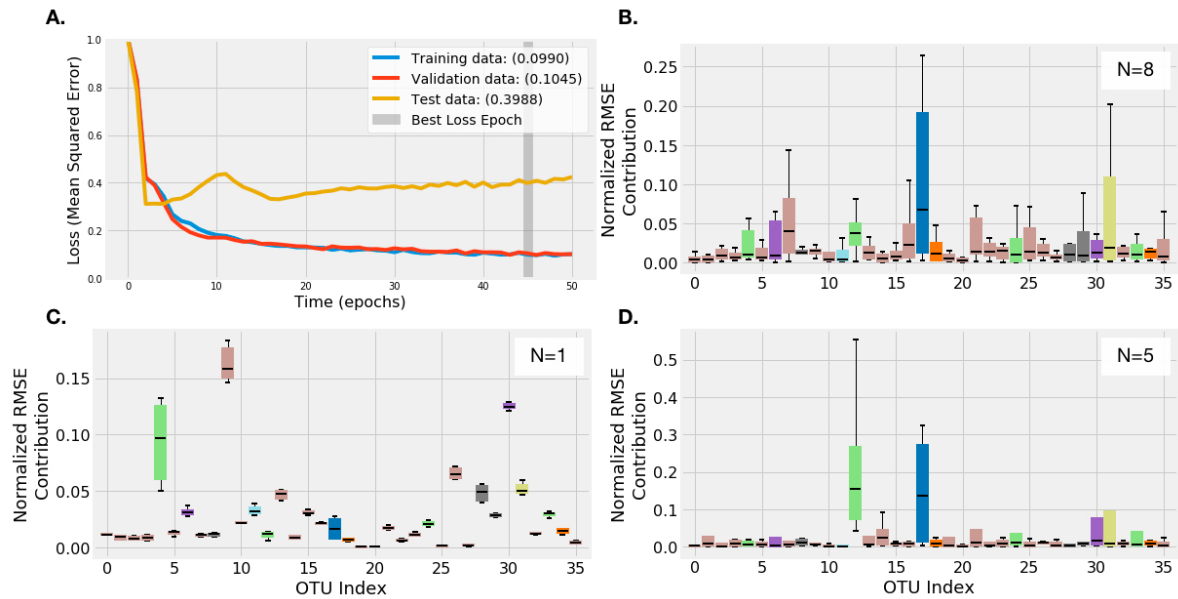 A.
Loss (Mean Squared Error)
1.0
0.8
0.6
0.4
0.2
0.0
Training data: (0.0990)
Validation data: (0.1045)
Test data: (0.3988)
Best Loss Epoch
0 10 20 30 40 50
Time (epochs)
B.
Normalized RMSE
Contribution
0.25
0.20
0.15
0.10
0.05
0.00
N=8
0 5 10 15 20 25 30 35
C.
Normalized RMSE
Contribution
0.15
0.10
0.05
0.00
N=1
0 5 10 15 20 25 30 35
OTU Index
D.
Normalized RMSE
Contribution
0.5
0.4
0.3
0.2
0.1
0.0
N=5
0 5 10 15 20 25 30 35
OTU Index